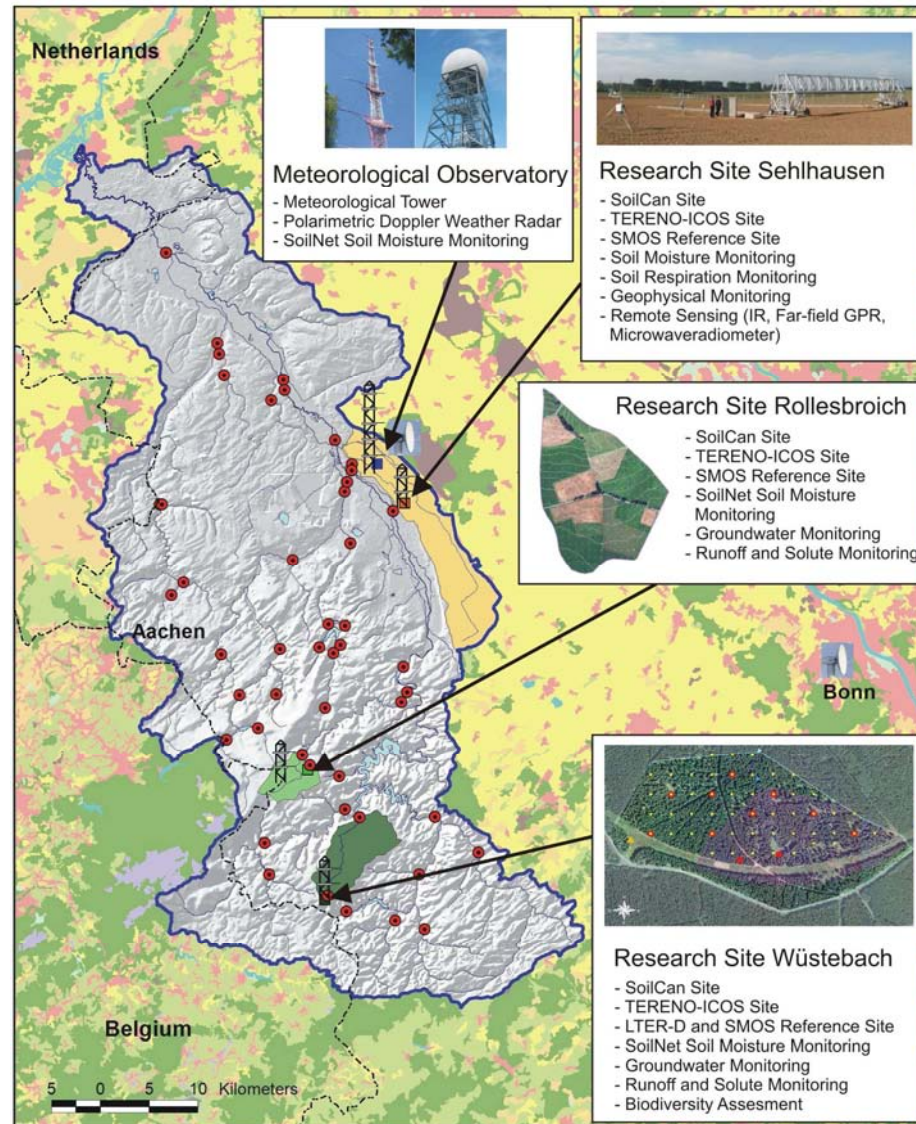 Netherlands
Meteorological Observatory
- Meteorological Tower
- Polarimetric Doppler Weather Radar
- SoilNet Soil Moisture Monitoring
Research Site Sehlhausen
- SoilCan Site
- TERENO-ICOS Site
- SMOS Reference Site
- Soil Moisture Monitoring
- Soil Respiration Monitoring
- Geophysical Monitoring
- Remote Sensing (IR, Far-field GPR,
Microwaveradiometer)
Research Site Rollesbroich
- SoilCan Site
- TERENO-ICOS Site
- SMOS Reference Site
- SoilNet Soil Moisture
Monitoring
- Groundwater Monitoring
- Runoff and Solute Monitoring
Aachen
Bonn
Research Site Wüstebach
- SoilCan Site
- TERENO-ICOS Site
- LTER-D and SMOS Reference Site
- SoilNet Soil Moisture Monitoring
- Groundwater Monitoring
- Runoff and Solute Monitoring
- Biodiversity Assesment
Belgium
5 0 5 10 Kilometers